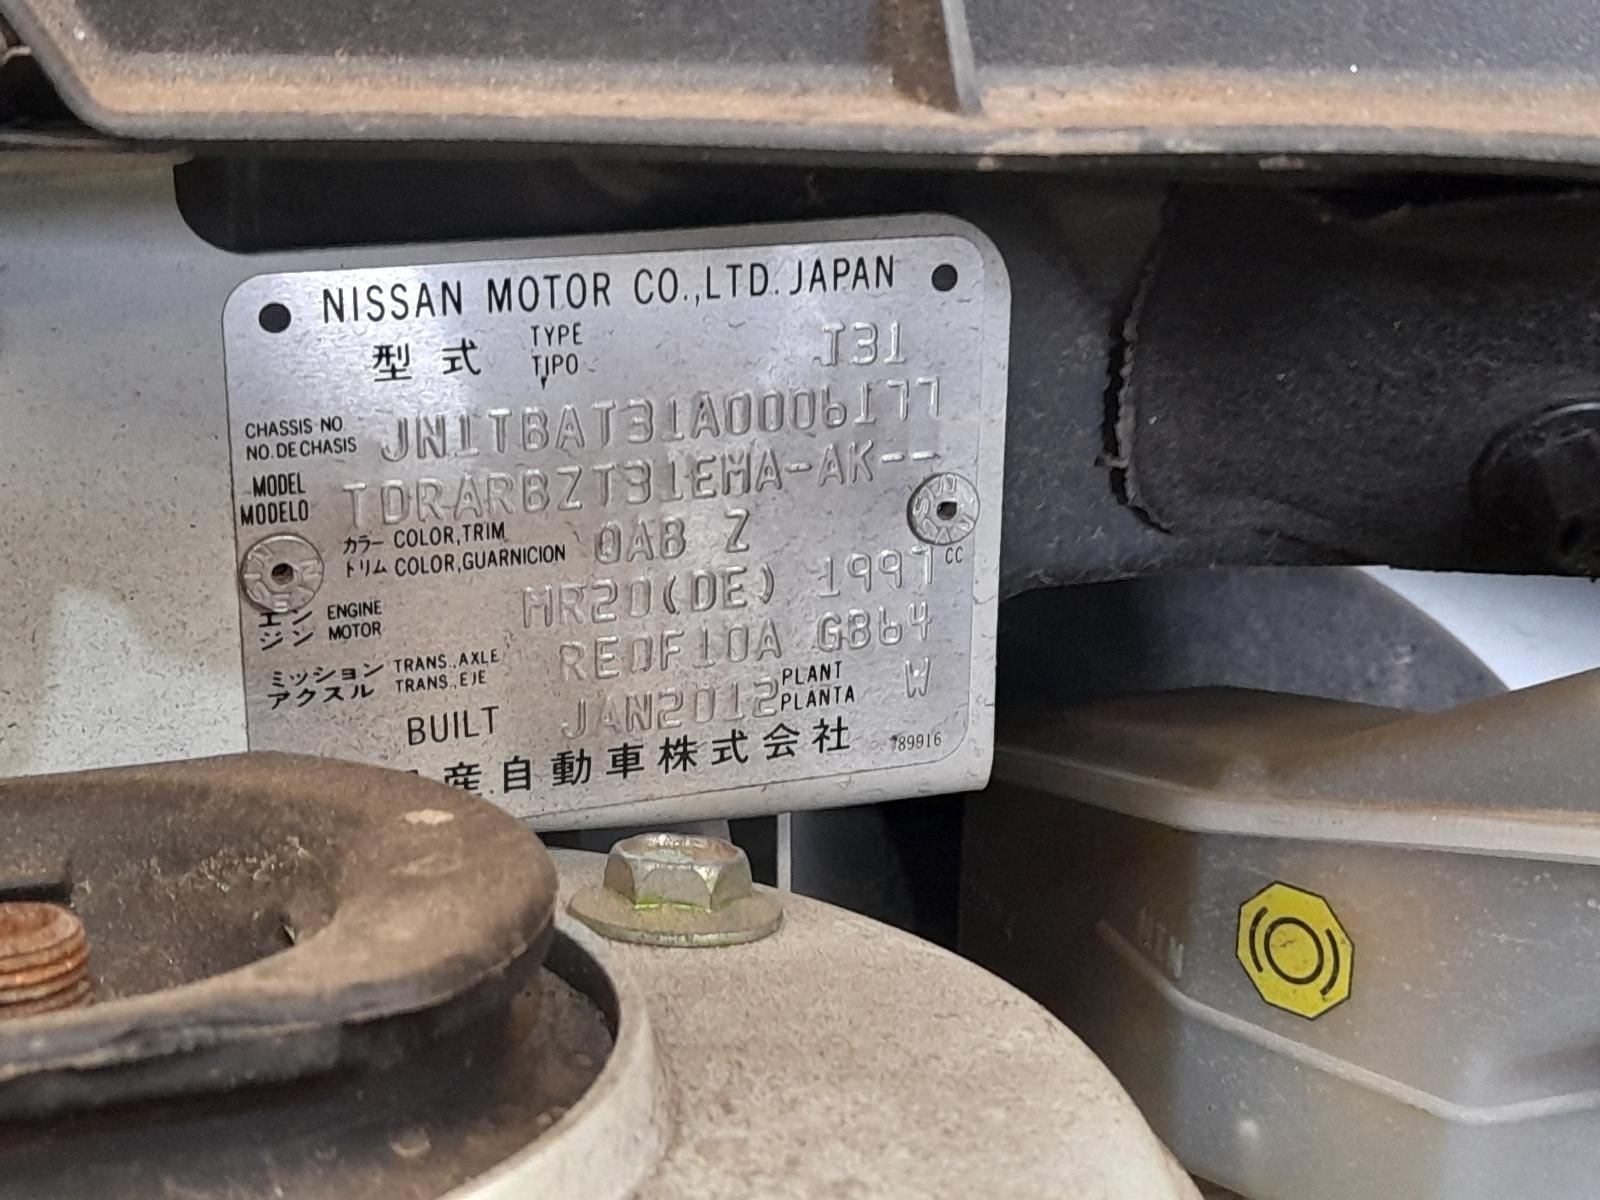 NISSAN MOTOR CO.,LTD. JAPAN
型式 TYPE TIPO T31
CHASSIS NO. NO. DE CHASIS JN1TBAT31A0006177
MODEL MODELO TDRARBZT31EMA-AK--
カラー COLOR,TRIM トリム COLOR,GUARNICION QAB Z
エンジン ENGINE MOTOR MR20(DE) 1997 CC
ミッション TRANS.,AXLE アクスル TRANS.,EJE RE0F10A GB64
BUILT JAN2012 PLANT PLANTA W
産自動車株式会社 J89916